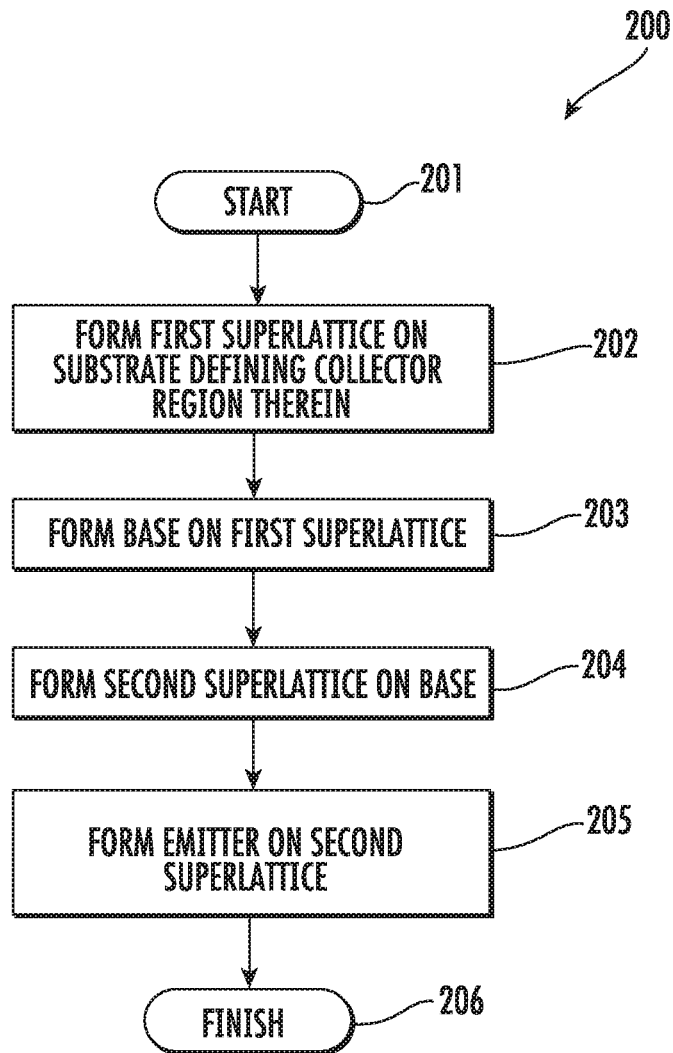 200
START
201
FORM FIRST SUPERLATTICE ON
SUBSTRATE DEFINING COLLECTOR
REGION THEREIN
202
FORM BASE ON FIRST SUPERLATTICE
203
FORM SECOND SUPERLATTICE ON BASE
204
FORM EMITTER ON SECOND
SUPERLATTICE
205
FINISH
206